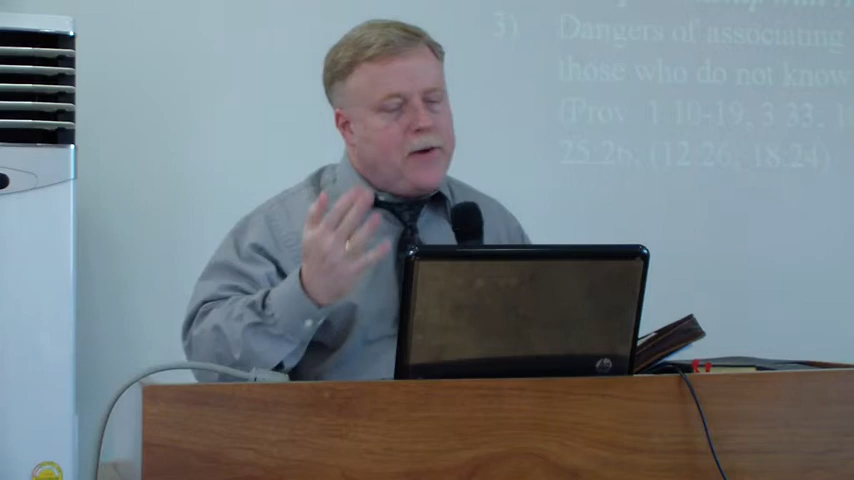 3) Dangers of associating
those who do not know
(Prov 1:10-19, 3:33,
25:26, (12:26, 18:24)
hp